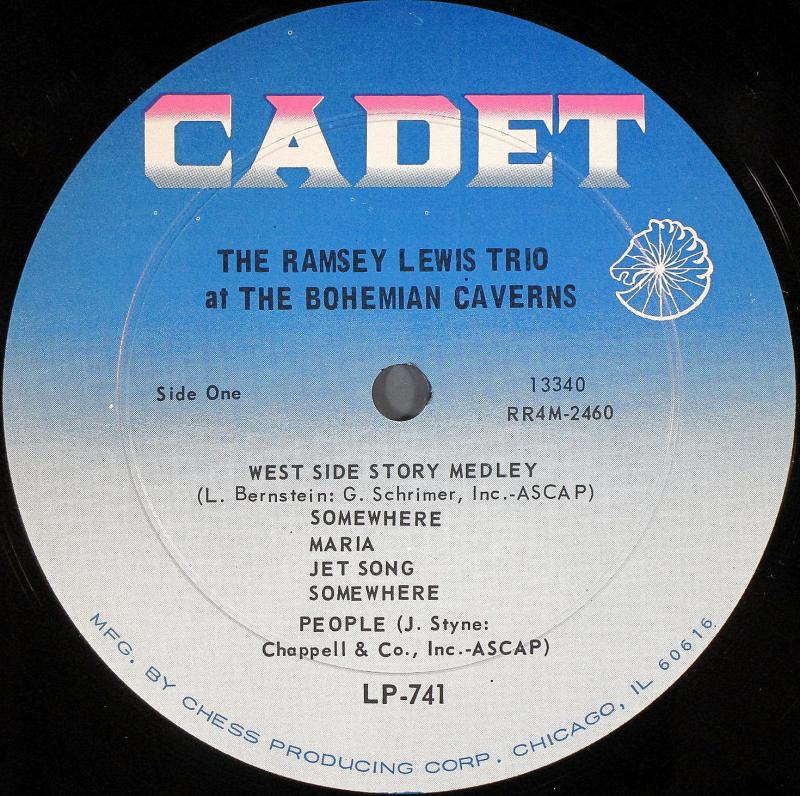 CADET
THE RAMSEY LEWIS TRIO
at THE BOHEMIAN CAVERNS
Side One
13340
RR4M-2460
WEST SIDE STORY MEDLEY
(L. Bernstein: G. Schrimer, Inc.-ASCAP)
SOMEWHERE
MARIA
JET SONG
SOMEWHERE
PEOPLE (J. Styne:
Chappell & Co., Inc.-ASCAP)
LP-741
MFG. BY CHESS PRODUCING CORP. CHICAGO, IL 60616